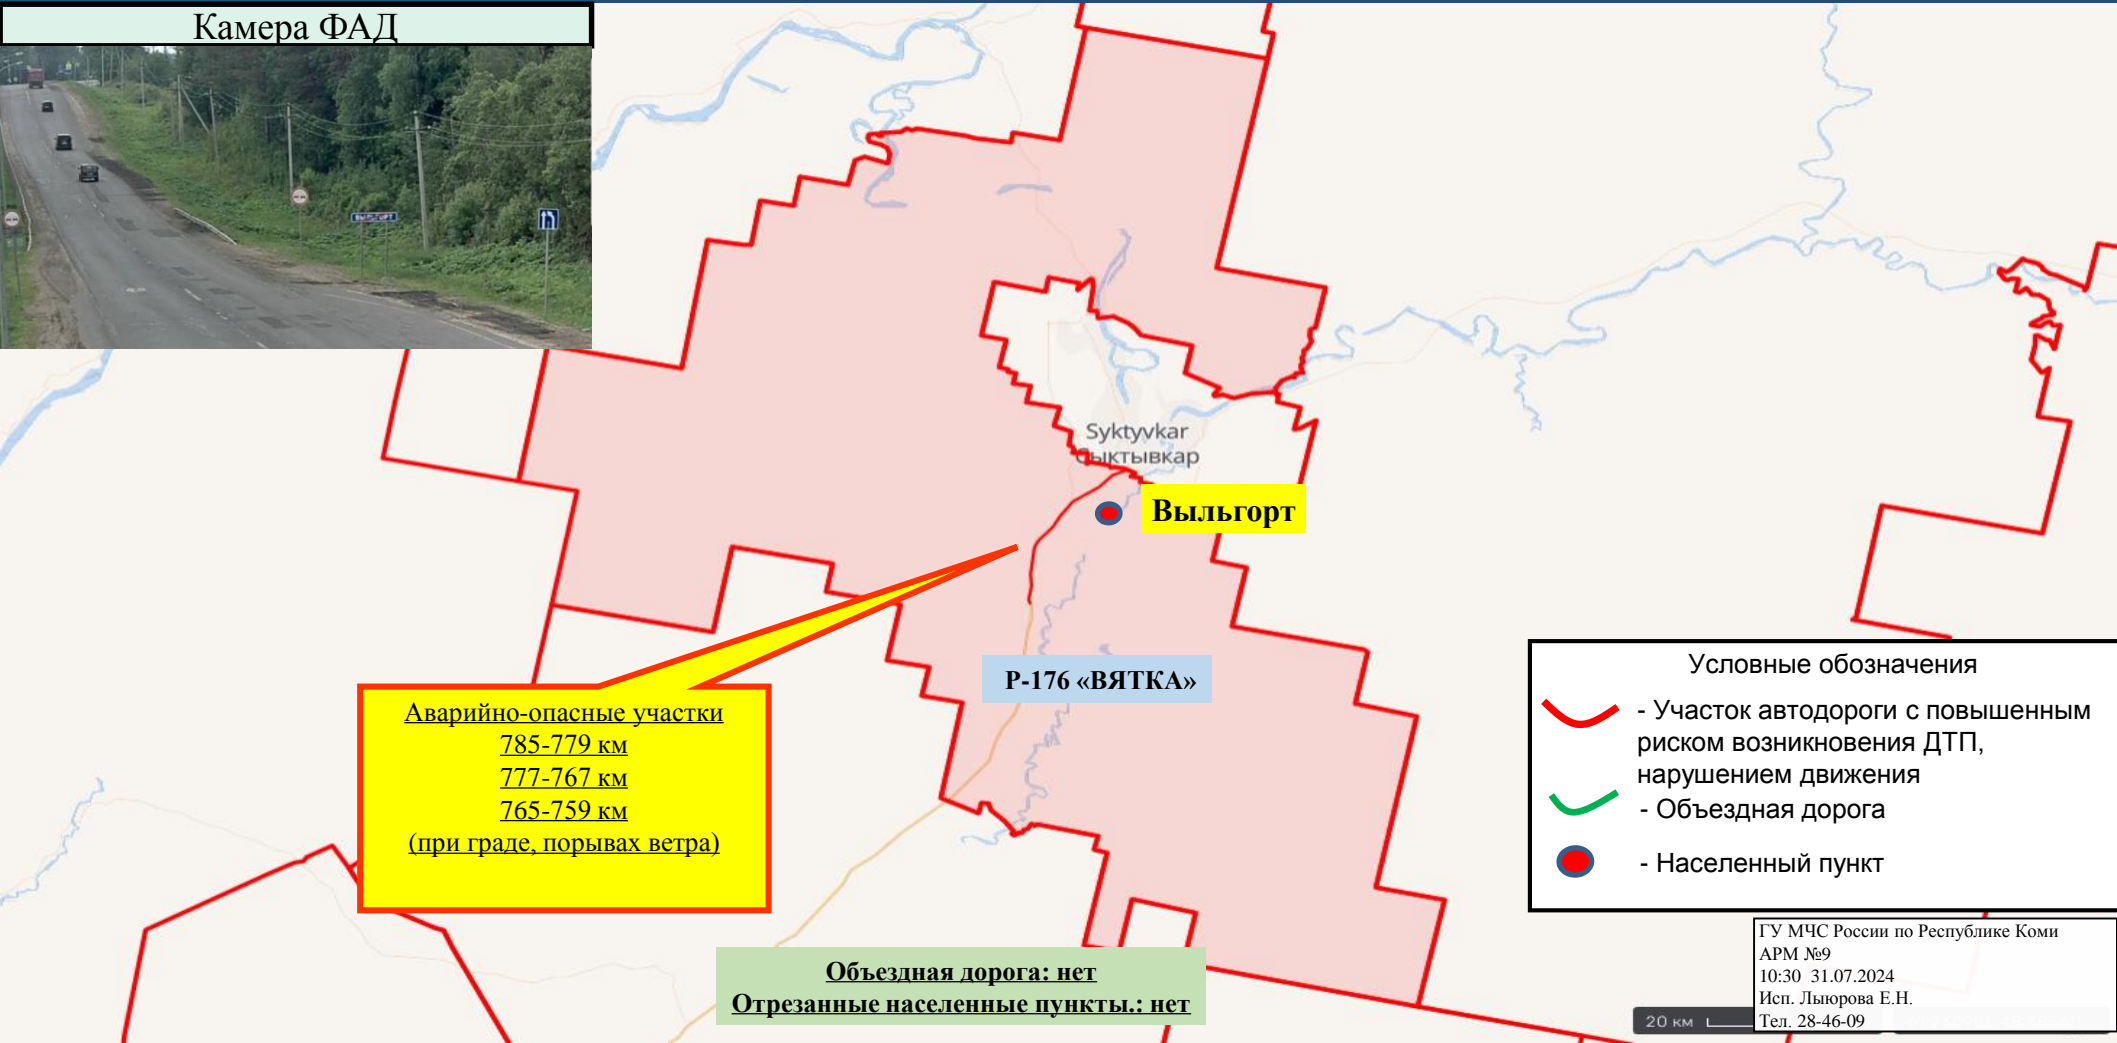 Камера ФАД
ВЫЛЬГОРТ
Syktyvkar
Сыктывкар
Выльгорт
Р-176 «ВЯТКА»
Аварийно-опасные участки
785-779 км
777-767 км
765-759 км
(при граде, порывах ветра)
Условные обозначения
- Участок автодороги с повышенным
риском возникновения ДТП,
нарушением движения
- Объездная дорога
- Населенный пункт
Объездная дорога: нет
Отрезанные населенные пункты.: нет
ГУ МЧС России по Республике Коми
АРМ №9
10:30 31.07.2024
Исп. Лыюрова Е.Н.
Тел. 28-46-09
20 км